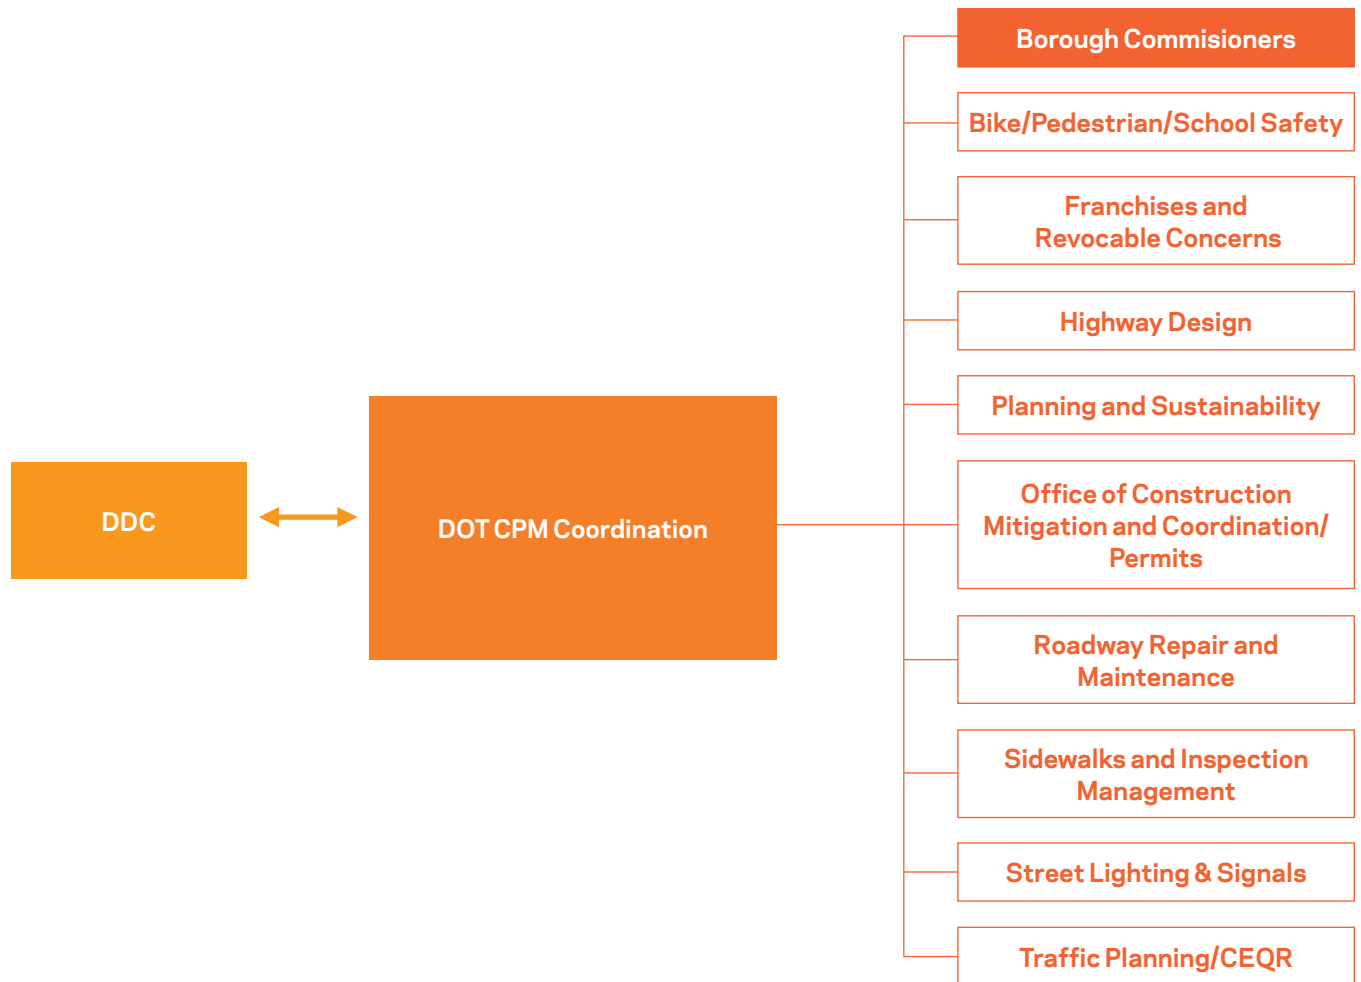 DDC
DOT CPM Coordination
Borough Commisioners
Bike/Pedestrian/School Safety
Franchises and
Revocable Concerns
Highway Design
Planning and Sustainability
Office of Construction
Mitigation and Coordination/
Permits
Roadway Repair and
Maintenance
Sidewalks and Inspection
Management
Street Lighting & Signals
Traffic Planning/CEQR